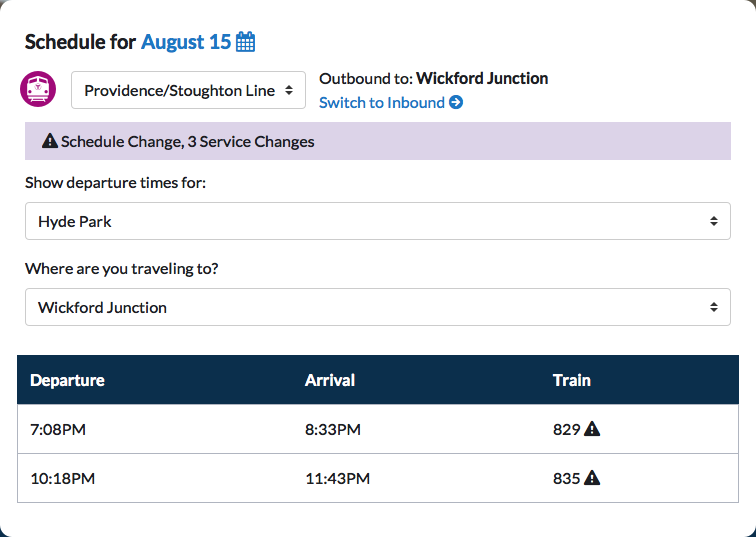 Schedule for August 15
Providence/Stoughton Line
Outbound to: Wickford Junction
Switch to Inbound
Schedule Change, 3 Service Changes
Show departure times for:
Hyde Park
Where are you traveling to?
Wickford Junction
Departure Arrival Train
7:08PM 8:33PM 829
10:18PM 11:43PM 835